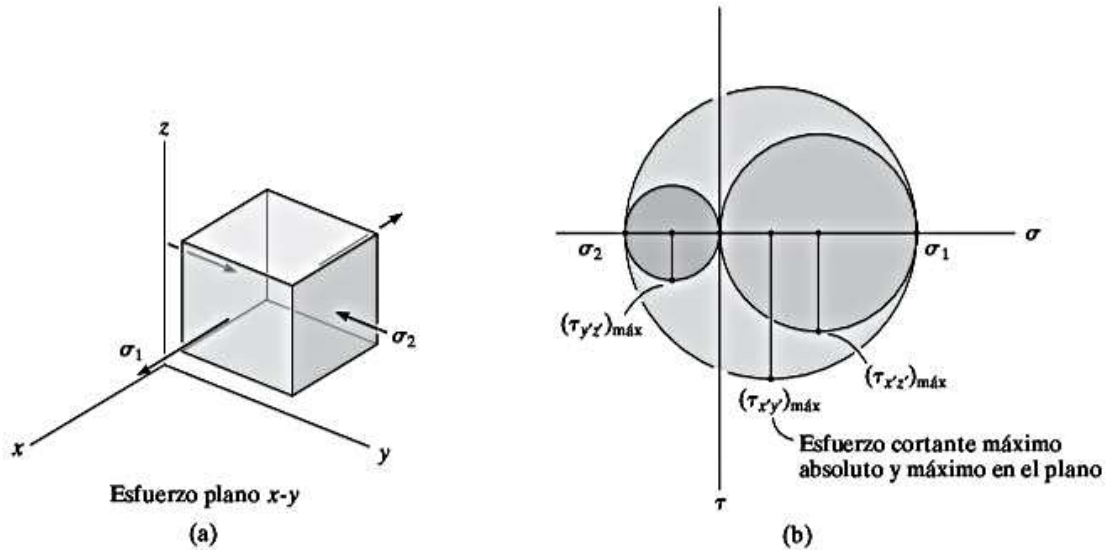 z
σ₁
σ₂
x
y
Esfuerzo plano x-y
(a)
σ₂
σ₁
σ
(τy'z')máx
(τx'z')máx
(τx'y')máx
Esfuerzo cortante máximo
absoluto y máximo en el plano
τ
(b)